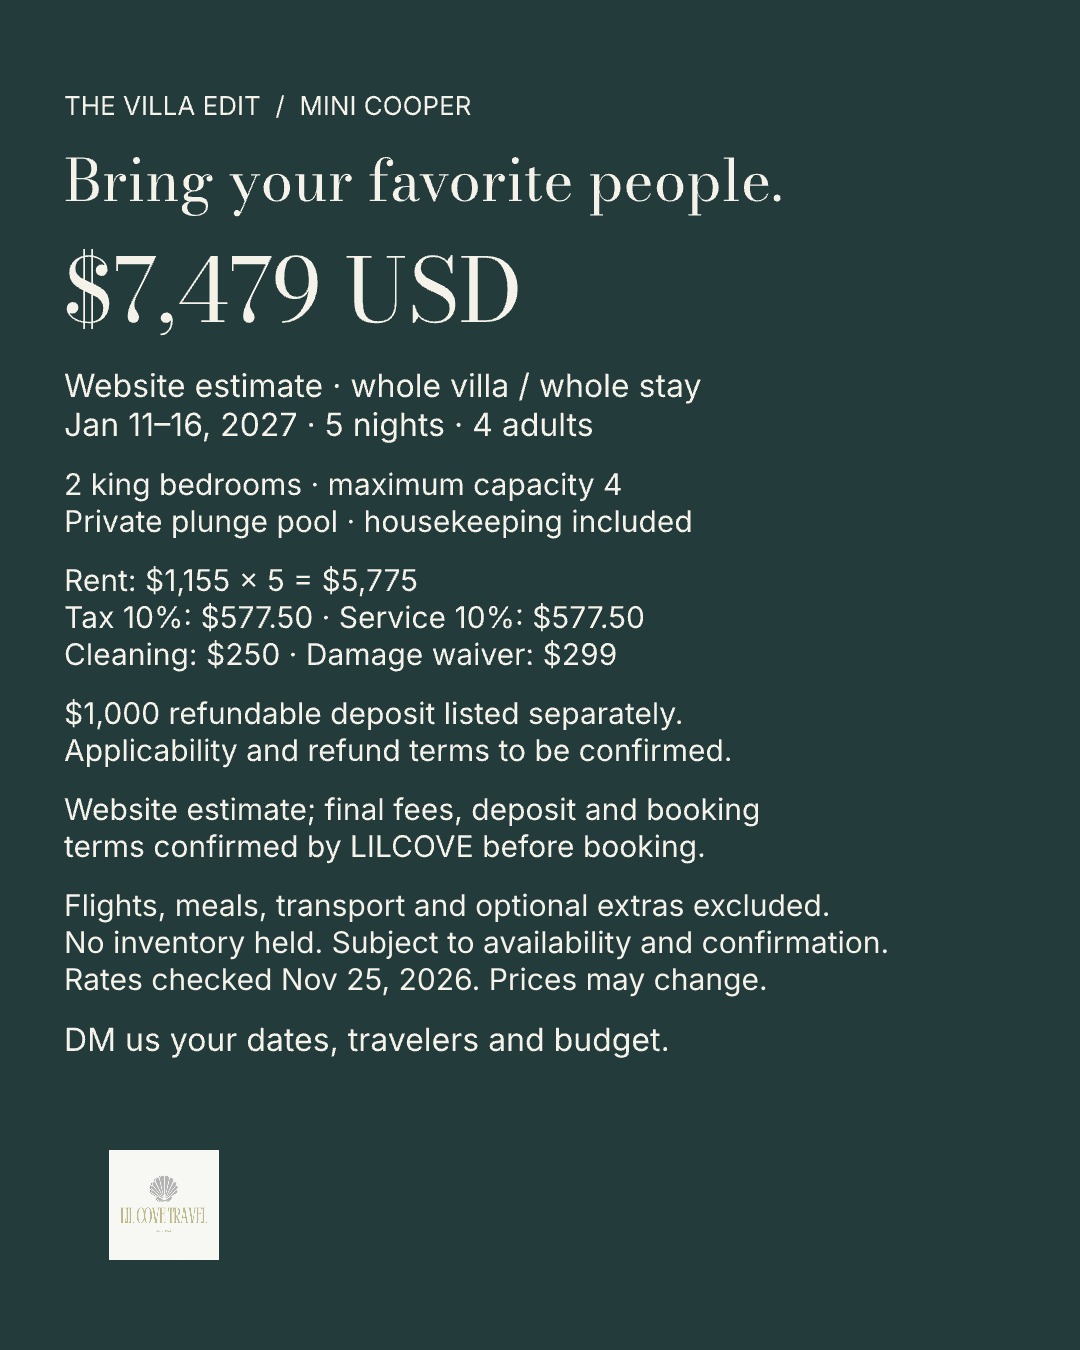 THE VILLA EDIT / MINI COOPER
Bring your favorite people.
$7,479 USD
Website estimate · whole villa / whole stay
Jan 11–16, 2027 · 5 nights · 4 adults
2 king bedrooms · maximum capacity 4
Private plunge pool · housekeeping included
Rent: $1,155 × 5 = $5,775
Tax 10%: $577.50 · Service 10%: $577.50
Cleaning: $250 · Damage waiver: $299
$1,000 refundable deposit listed separately.
Applicability and refund terms to be confirmed.
Website estimate; final fees, deposit and booking
terms confirmed by LILCOVE before booking.
Flights, meals, transport and optional extras excluded.
No inventory held. Subject to availability and confirmation.
Rates checked Nov 25, 2026. Prices may change.
DM us your dates, travelers and budget.
LIL COVE TRAVEL